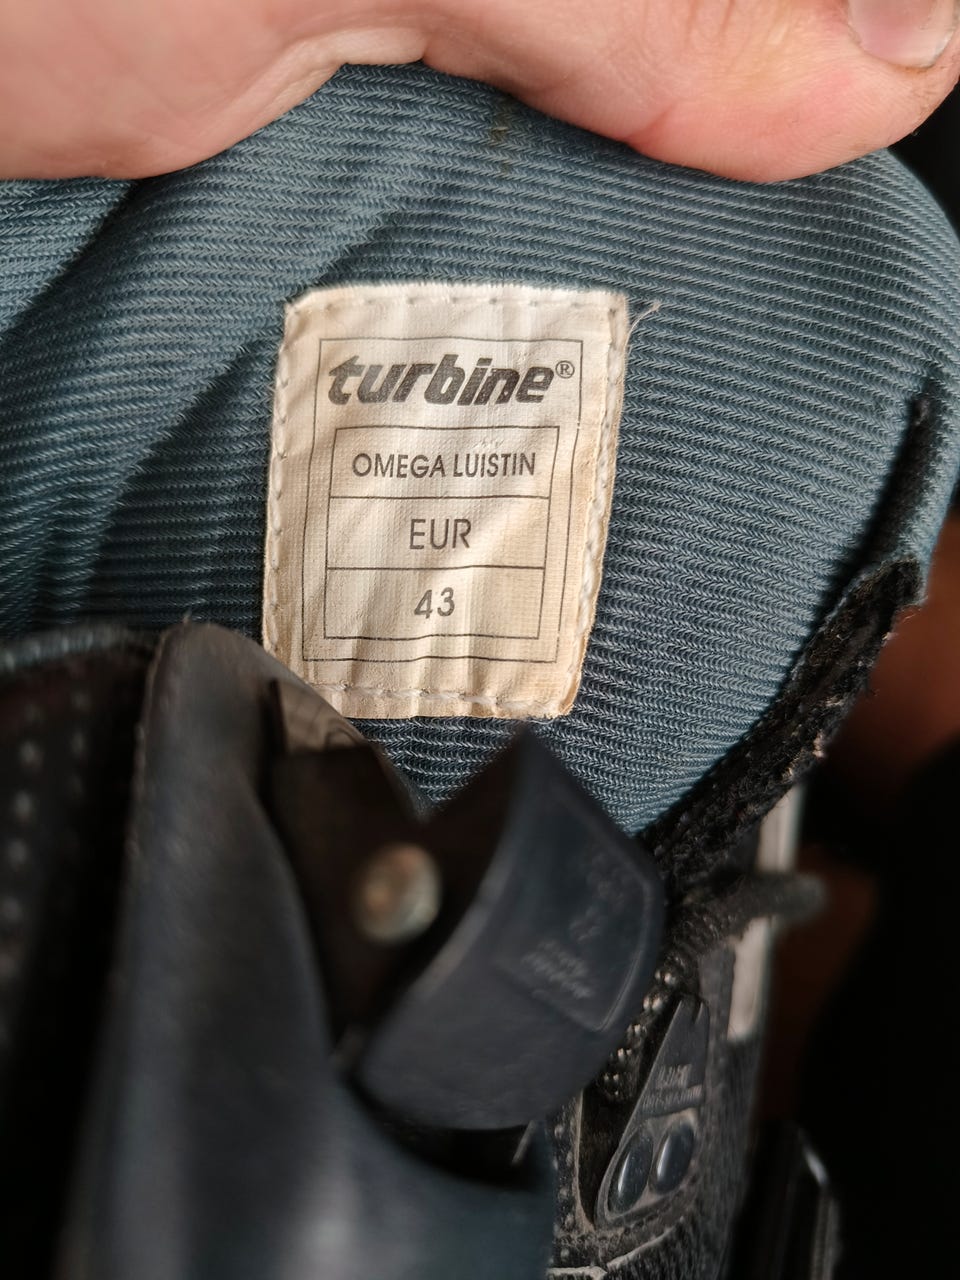 turbine®
OMEGA LUISTIN
EUR
43